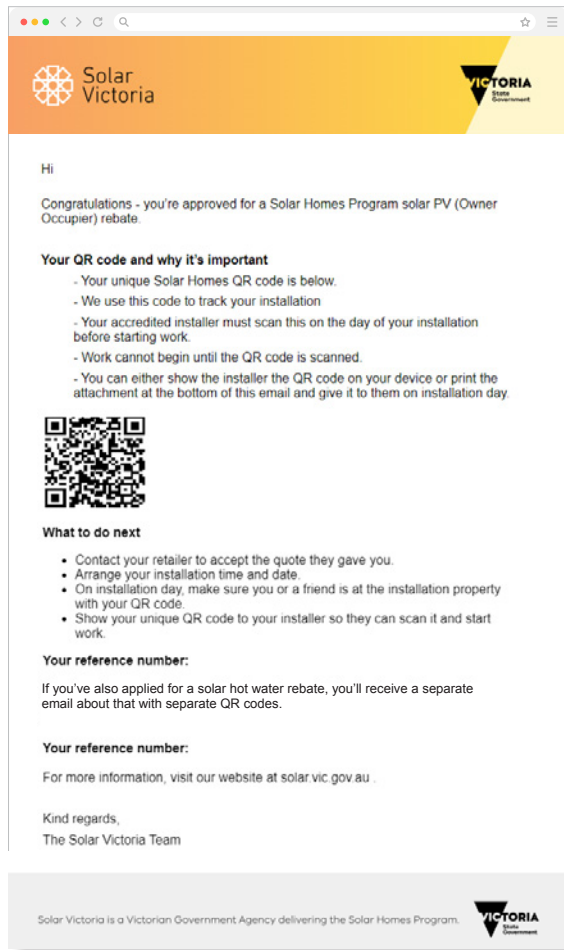 Solar
Victoria
VICTORIA
State
Government
Hi
Congratulations - you're approved for a Solar Homes Program solar PV (Owner
Occupier) rebate.
Your QR code and why it's important
- Your unique Solar Homes QR code is below.
- We use this code to track your installation
- Your accredited installer must scan this on the day of your installation
before starting work.
- Work cannot begin until the QR code is scanned.
- You can either show the installer the QR code on your device or print the
attachment at the bottom of this email and give it to them on installation day.
What to do next
• Contact your retailer to accept the quote they gave you.
• Arrange your installation time and date.
• On installation day, make sure you or a friend is at the installation property
with your QR code.
• Show your unique QR code to your installer so they can scan it and start
work.
Your reference number:
If you've also applied for a solar hot water rebate, you'll receive a separate
email about that with separate QR codes.
Your reference number:
For more information, visit our website at solar.vic.gov.au .
Kind regards,
The Solar Victoria Team
Solar Victoria is a Victorian Government Agency delivering the Solar Homes Program.
VICTORIA
State
Government